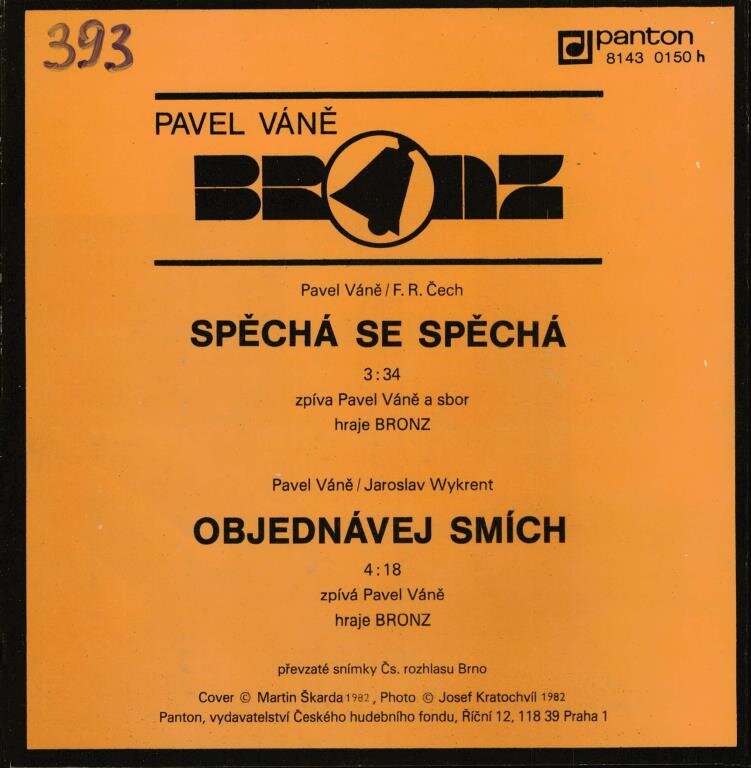 393
panton
8143 0150 h
PAVEL VÁNĚ
BRONZ
Pavel Váně / F. R. Čech
SPĚCHÁ SE SPĚCHÁ
3 : 34
zpíva Pavel Váně a sbor
hraje BRONZ
Pavel Váně / Jaroslav Wykrent
OBJEDNÁVEJ SMÍCH
4 : 18
zpívá Pavel Váně
hraje BRONZ
převzaté snímky Čs. rozhlasu Brno
Cover © Martin Škarda 1982 , Photo © Josef Kratochvíl 1982
Panton, vydavatelství Českého hudebního fondu, Říční 12, 118 39 Praha 1